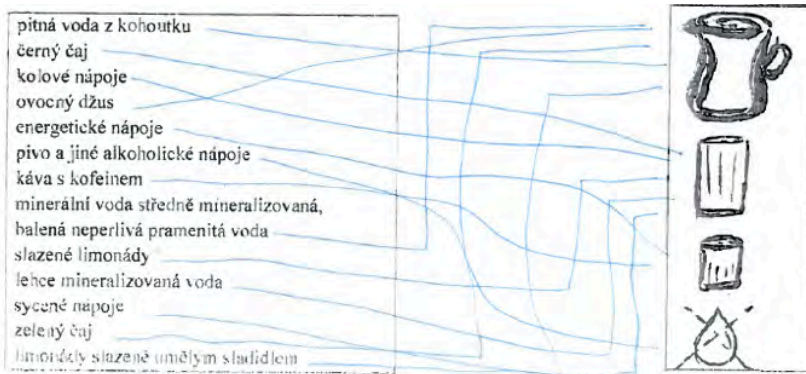 pitná voda z kohoutku
černý čaj
kolové nápoje
ovocný džus
energetické nápoje
pivo a jiné alkoholické nápoje
káva s kofeinem
minerální voda středně mineralizovaná,
balená neperlivá pramenitá voda
slazené limonády
lehce mineralizovaná voda
sycené nápoje
zelený čaj
limonády slazené umělým sladidlem